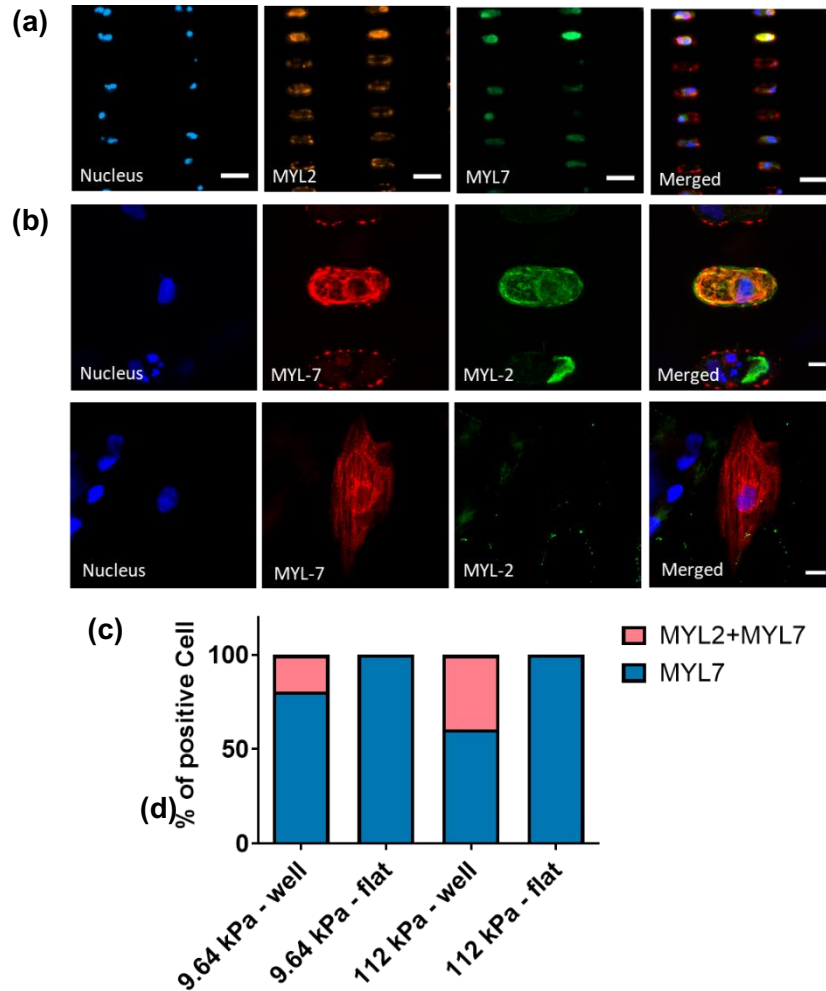 (a)
Nucleus
MYL2
MYL7
Merged
(b)
Nucleus
MYL-7
MYL-2
Merged
Nucleus
MYL-7
MYL-2
Merged
(c)
MYL2+MYL7
MYL7
% of positive Cell
100
50
0
(d)
9.64 kPa - well
9.64 kPa - flat
112 kPa - well
112 kPa - flat